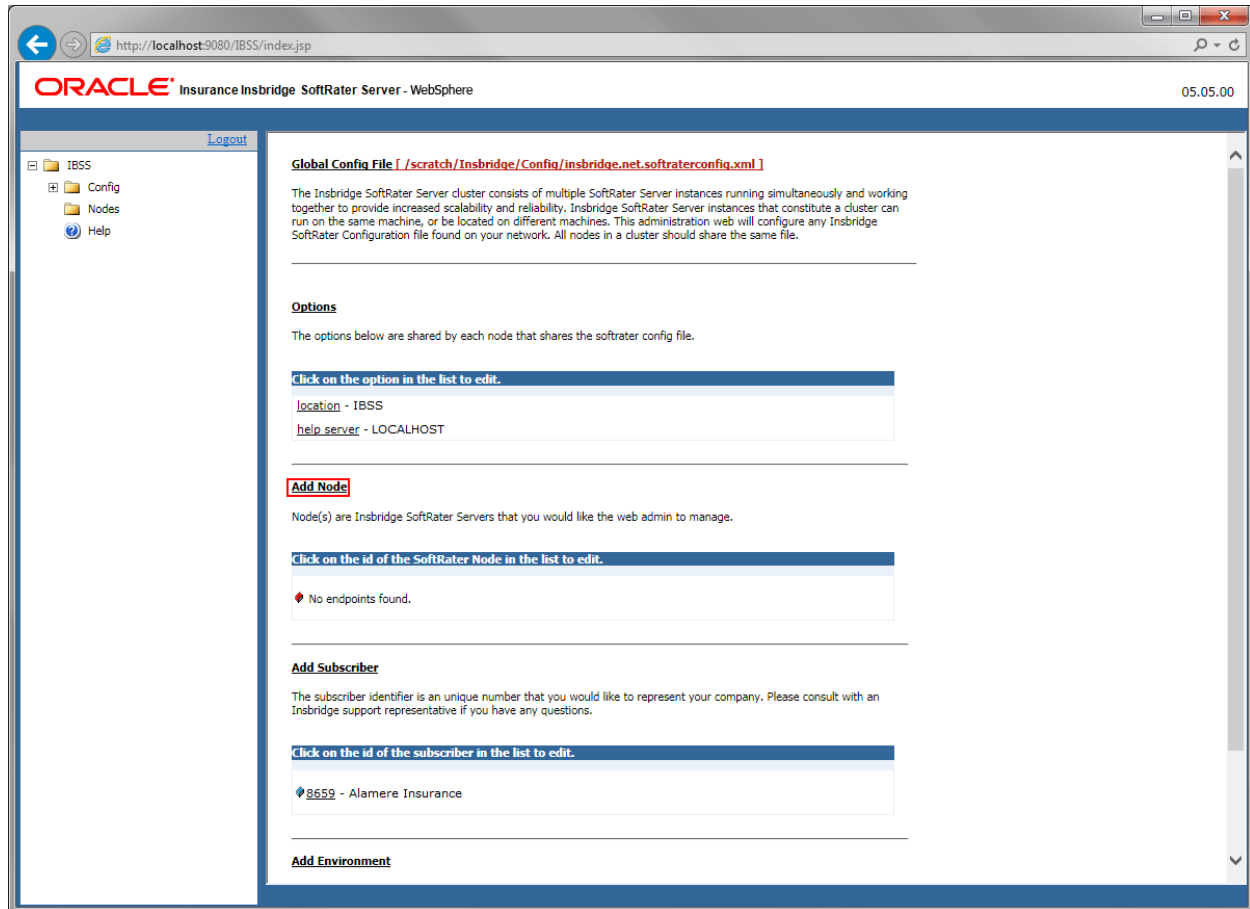 http://localhost:9080/IBSS/index.jsp
ORACLE® Insurance Insbridge SoftRater Server - WebSphere
05.05.00
Logout
IBSS
Config
Nodes
Help
Global Config File [ /scratch/Insbridge/Config/insbridge.net.softraterconfig.xml ]
The Insbridge SoftRater Server cluster consists of multiple SoftRater Server instances running simultaneously and working
together to provide increased scalability and reliability. Insbridge SoftRater Server instances that constitute a cluster can
run on the same machine, or be located on different machines. This administration web will configure any Insbridge
SoftRater Configuration file found on your network. All nodes in a cluster should share the same file.
Options
The options below are shared by each node that shares the softrater config file.
Click on the option in the list to edit.
location - IBSS
help server - LOCALHOST
Add Node
Node(s) are Insbridge SoftRater Servers that you would like the web admin to manage.
Click on the id of the SoftRater Node in the list to edit.
No endpoints found.
Add Subscriber
The subscriber identifier is an unique number that you would like to represent your company. Please consult with an
Insbridge support representative if you have any questions.
Click on the id of the subscriber in the list to edit.
8659 - Alamere Insurance
Add Environment